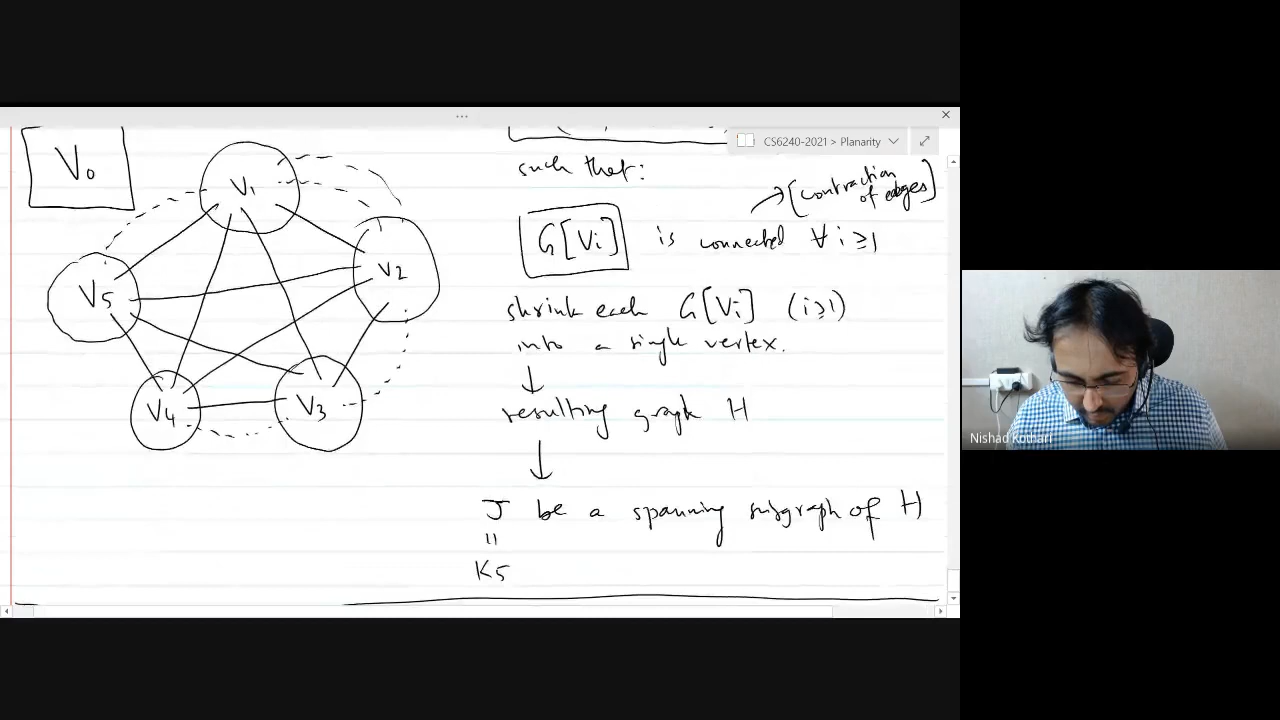 CS6240-2021 > Planarity
V0
V1
V2
V5
V4
V3
such that:
[contraction
of edges]
G[Vi] is connected ∀ i ≥ 1
shrink each G[Vi] (i≥1)
into a single vertex.
resulting graph H
J be a spanning subgraph of H
=
K5
Nishad Kothari